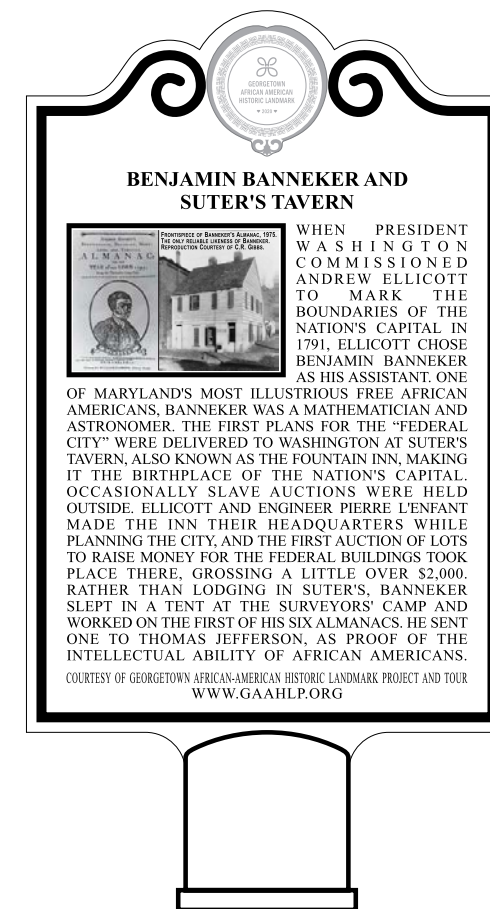 GEORGETOWN
AFRICAN AMERICAN
HISTORIC LANDMARK
2020
BENJAMIN BANNEKER AND
SUTER'S TAVERN
ALMANAC
FRONTISPIECE OF BANNEKER'S ALMANAC, 1975.
THE ONLY RELIABLE LIKENESS OF BANNEKER.
REPRODUCTION COURTESY OF C.R. GIBBS.
WHEN PRESIDENT
WASHINGTON
COMMISSIONED
ANDREW ELLICOTT
TO MARK THE
BOUNDARIES OF THE
NATION'S CAPITAL IN
1791, ELLICOTT CHOSE
BENJAMIN BANNEKER
AS HIS ASSISTANT. ONE
OF MARYLAND'S MOST ILLUSTRIOUS FREE AFRICAN
AMERICANS, BANNEKER WAS A MATHEMATICIAN AND
ASTRONOMER. THE FIRST PLANS FOR THE “FEDERAL
CITY” WERE DELIVERED TO WASHINGTON AT SUTER'S
TAVERN, ALSO KNOWN AS THE FOUNTAIN INN, MAKING
IT THE BIRTHPLACE OF THE NATION'S CAPITAL.
OCCASIONALLY SLAVE AUCTIONS WERE HELD
OUTSIDE. ELLICOTT AND ENGINEER PIERRE L'ENFANT
MADE THE INN THEIR HEADQUARTERS WHILE
PLANNING THE CITY, AND THE FIRST AUCTION OF LOTS
TO RAISE MONEY FOR THE FEDERAL BUILDINGS TOOK
PLACE THERE, GROSSING A LITTLE OVER $2,000.
RATHER THAN LODGING IN SUTER'S, BANNEKER
SLEPT IN A TENT AT THE SURVEYORS' CAMP AND
WORKED ON THE FIRST OF HIS SIX ALMANACS. HE SENT
ONE TO THOMAS JEFFERSON, AS PROOF OF THE
INTELLECTUAL ABILITY OF AFRICAN AMERICANS.
COURTESY OF GEORGETOWN AFRICAN-AMERICAN HISTORIC LANDMARK PROJECT AND TOUR
WWW.GAAHLP.ORG